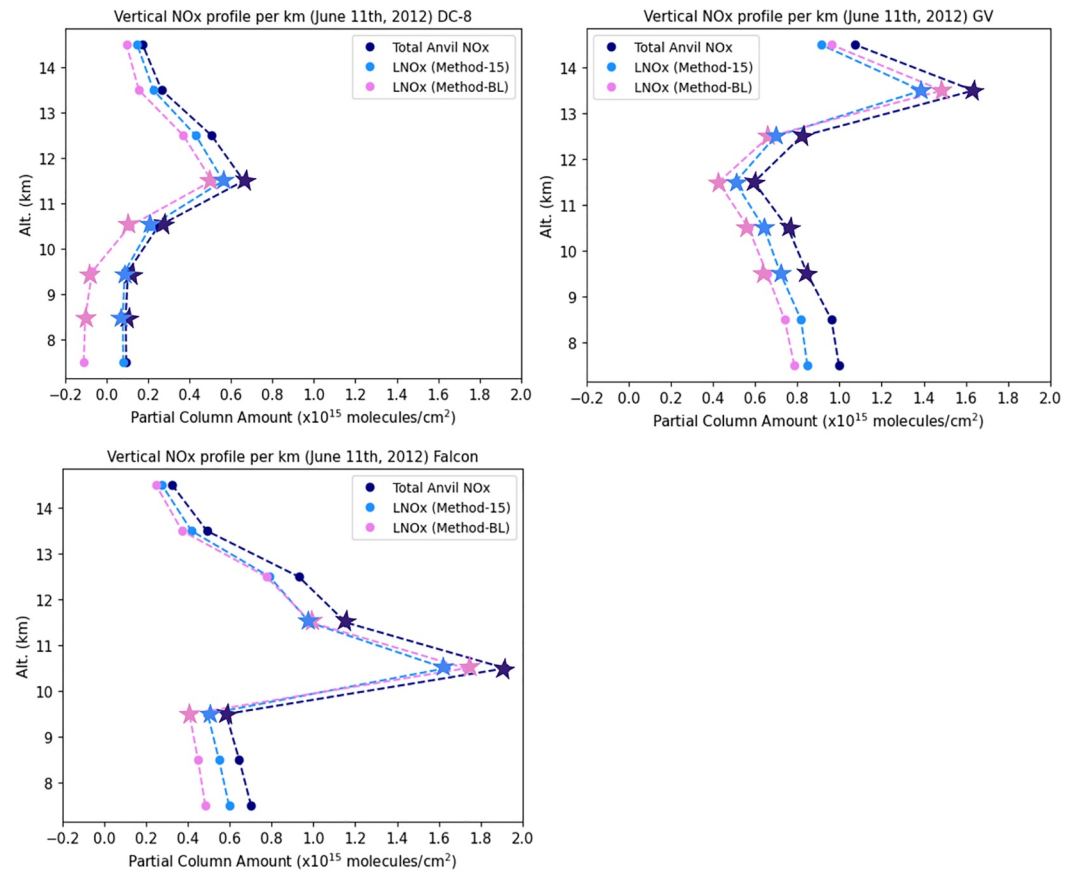 Vertical NOx profile per km (June 11th, 2012) DC-8
Total Anvil NOx
LNOx (Method-15)
LNOx (Method-BL)
14
13
12
11
10
9
8
Alt. (km)
−0.2 0.0 0.2 0.4 0.6 0.8 1.0 1.2 1.4 1.6 1.8 2.0
Partial Column Amount (x10¹⁵ molecules/cm²)
Vertical NOx profile per km (June 11th, 2012) GV
Total Anvil NOx
LNOx (Method-15)
LNOx (Method-BL)
14
13
12
11
10
9
8
Alt. (km)
−0.2 0.0 0.2 0.4 0.6 0.8 1.0 1.2 1.4 1.6 1.8 2.0
Partial Column Amount (x10¹⁵ molecules/cm²)
Vertical NOx profile per km (June 11th, 2012) Falcon
Total Anvil NOx
LNOx (Method-15)
LNOx (Method-BL)
14
13
12
11
10
9
8
Alt. (km)
−0.2 0.0 0.2 0.4 0.6 0.8 1.0 1.2 1.4 1.6 1.8 2.0
Partial Column Amount (x10¹⁵ molecules/cm²)